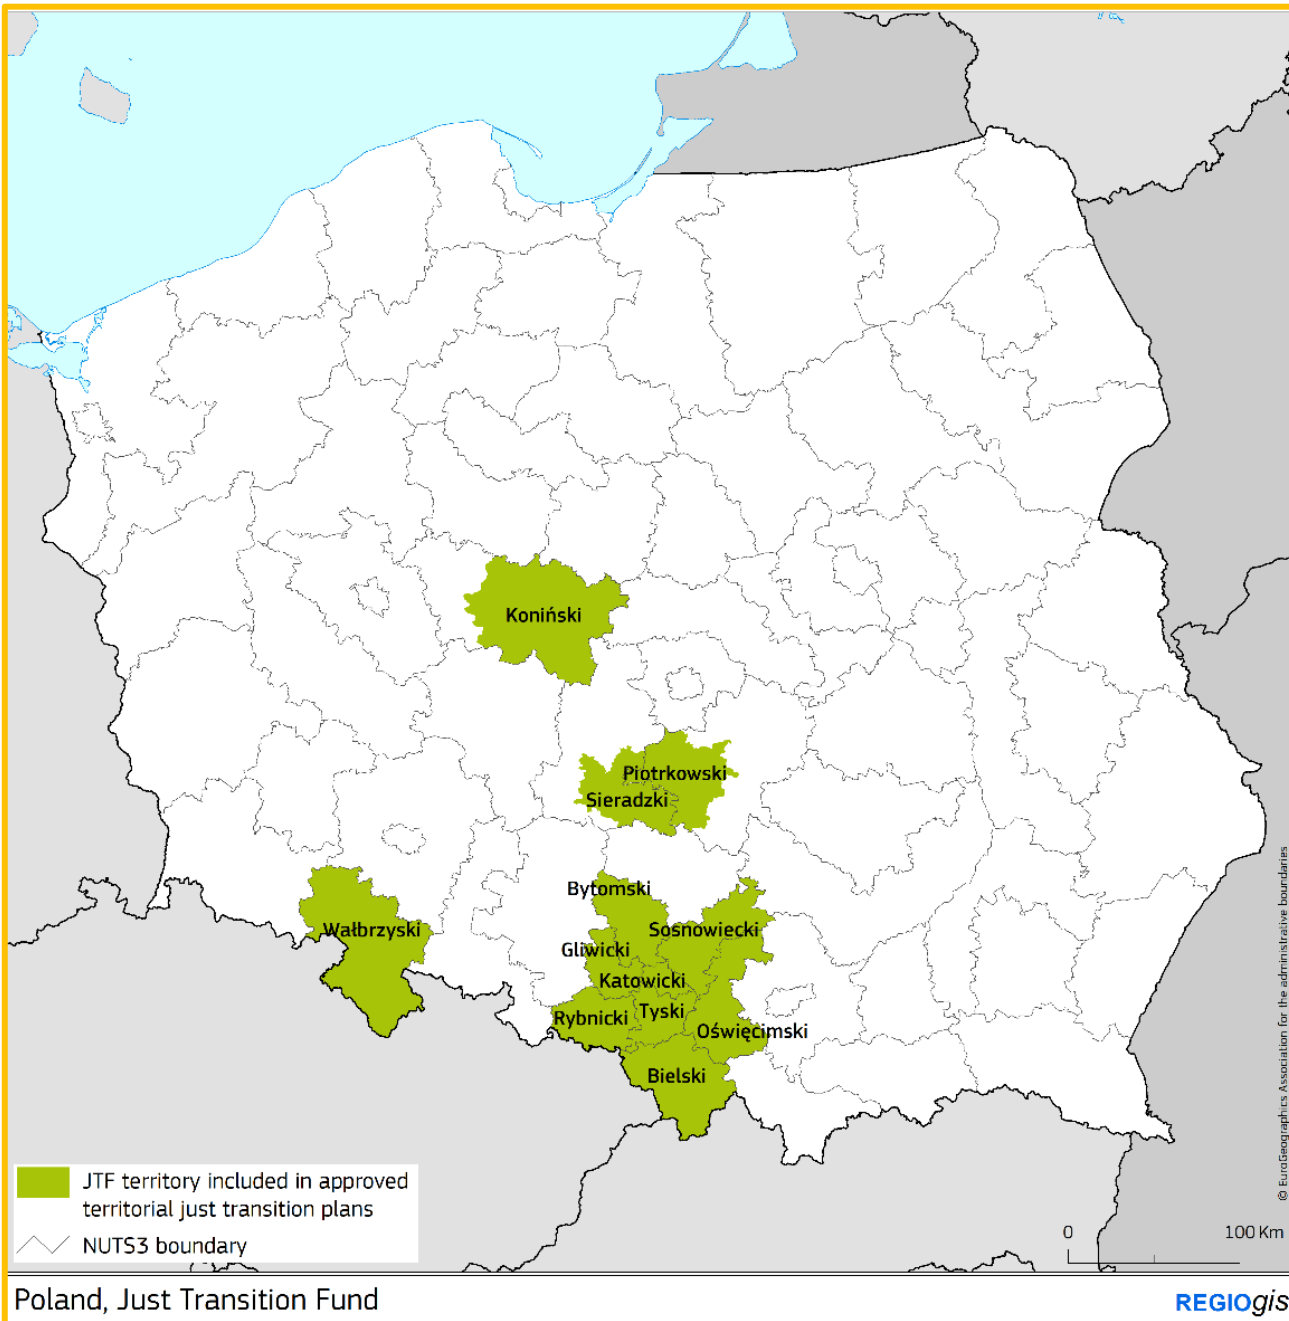 Koniński
Piotrkowski
Sieradzki
Bytomski
Wałbrzyski
Sosnowiecki
Gliwicki
Katowicki
Tyski
Rybnicki
Oświęcimski
Bielski
JTF territory included in approved
territorial just transition plans
NUTS3 boundary
0 100 Km
© EuroGeographics Association for the administrative boundaries
Poland, Just Transition Fund
REGIOgis